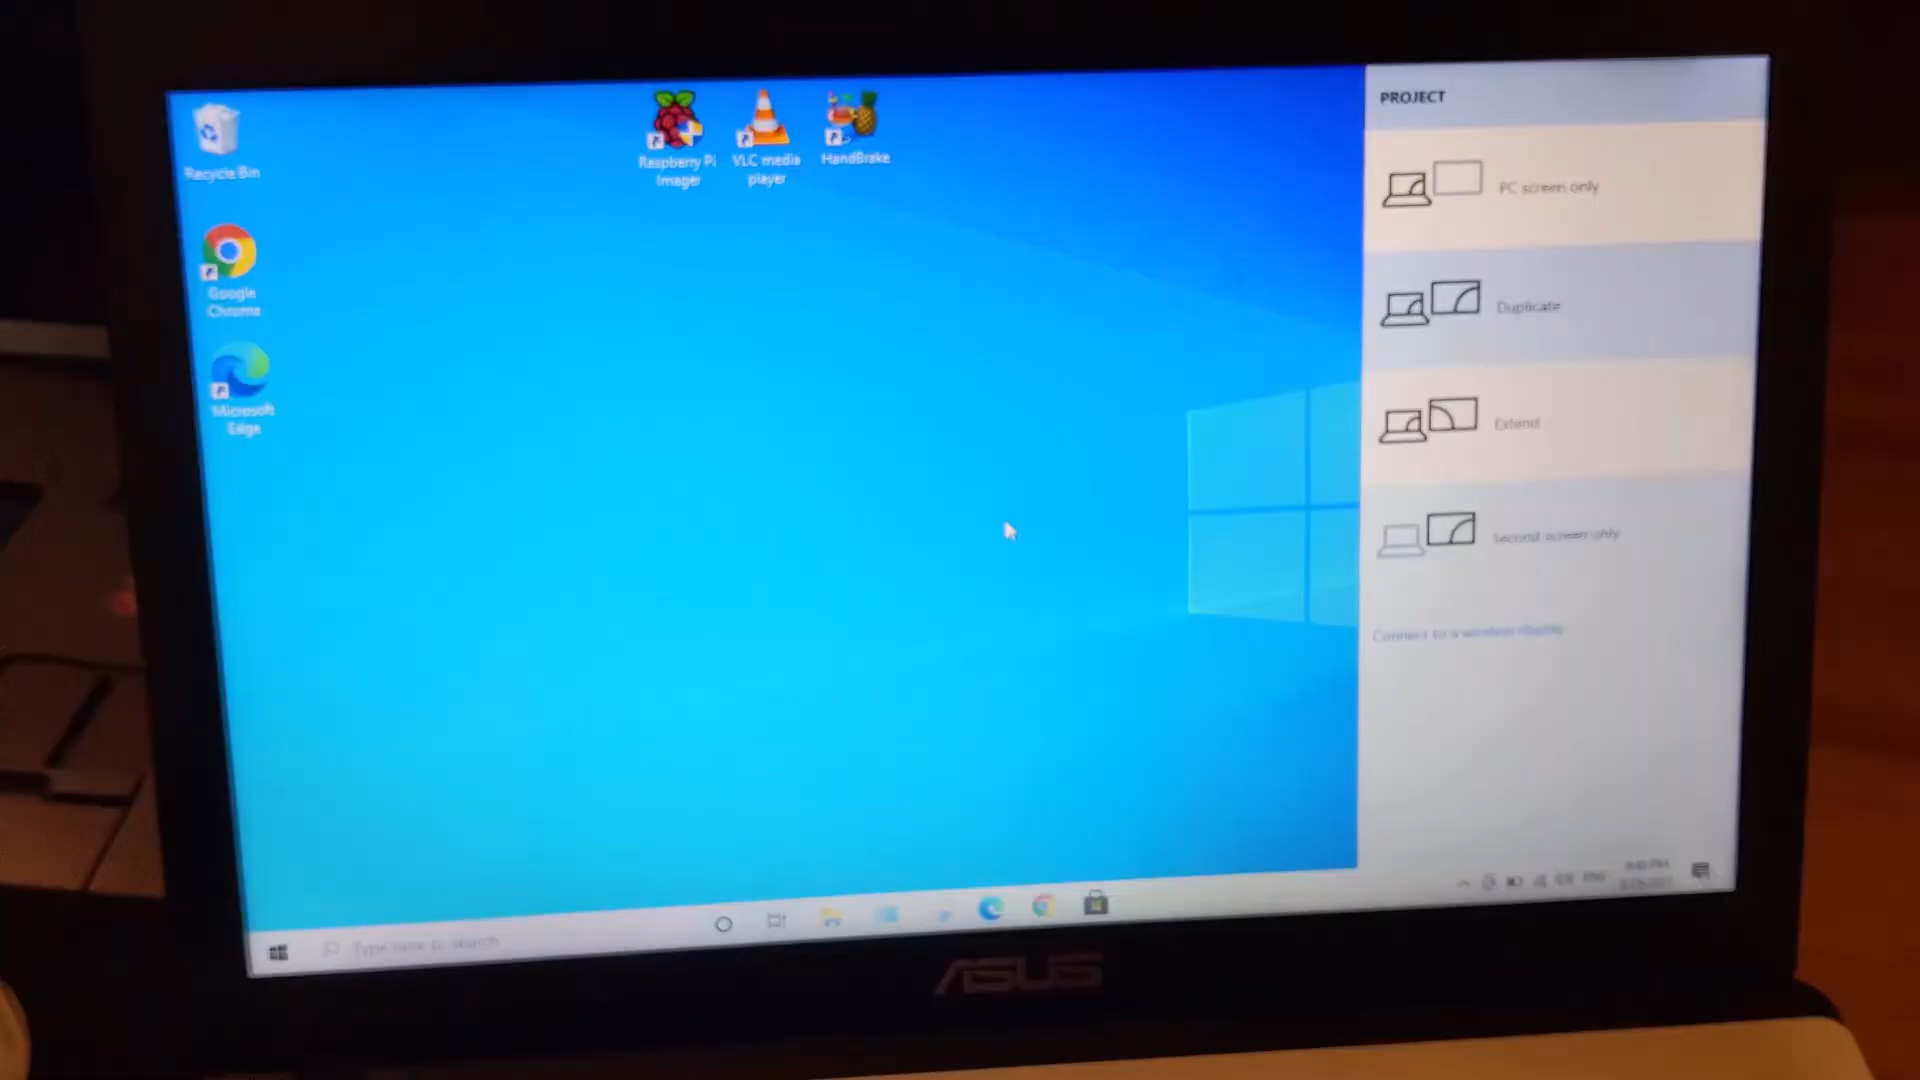 Recycle Bin
Google
Chrome
Microsoft
Edge
Raspberry Pi
Imager
VLC media
player
HandBrake
PROJECT
PC screen only
Duplicate
Extend
Second screen only
Connect to a wireless display
Type here to search
ENG
ASUS